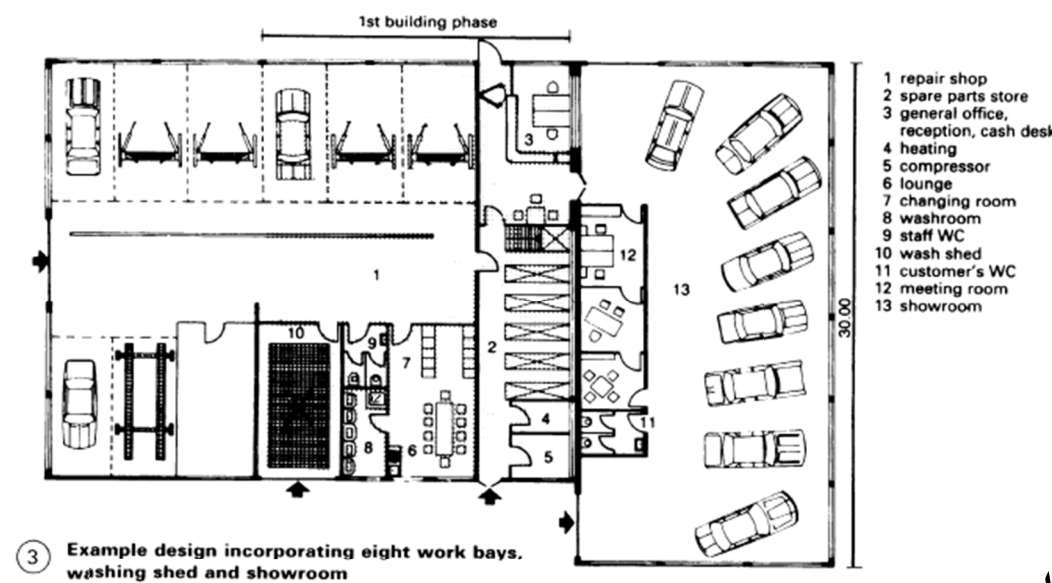 1st building phase
1 repair shop
2 spare parts store
3 general office,
reception, cash desk
4 heating
5 compressor
6 lounge
7 changing room
8 washroom
9 staff WC
10 wash shed
11 customer's WC
12 meeting room
13 showroom
3
12
1
13
30.00
10
9
2
7
11
4
8
6
5
3 Example design incorporating eight work bays,
washing shed and showroom